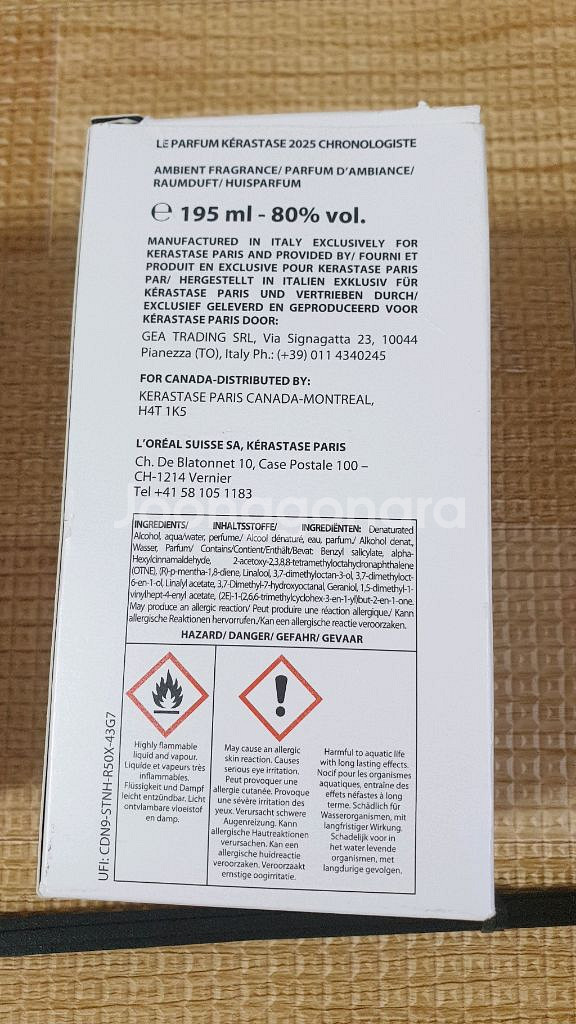 LE PARFUM KÉRASTASE 2025 CHRONOLOGISTE
AMBIENT FRAGRANCE/ PARFUM D'AMBIANCE/
RAUMDUFT/ HUISPARFUM
℮ 195 ml - 80% vol.
MANUFACTURED IN ITALY EXCLUSIVELY FOR
KERASTASE PARIS AND PROVIDED BY/ FOURNI ET
PRODUIT EN EXCLUSIVE POUR KERASTASE PARIS
PAR/ HERGESTELLT IN ITALIEN EXKLUSIV FÜR
KÉRASTASE PARIS UND VERTRIEBEN DURCH/
EXCLUSIEF GELEVERD EN GEPRODUCEERD VOOR
KÉRASTASE PARIS DOOR:
GEA TRADING SRL, Via Signagatta 23, 10044
Pianezza (TO), Italy Ph.: (+39) 011 4340245
FOR CANADA-DISTRIBUTED BY:
KERASTASE PARIS CANADA-MONTREAL,
H4T 1K5
L'ORÉAL SUISSE SA, KÉRASTASE PARIS
Ch. De Blatonnet 10, Case Postale 100 –
CH-1214 Vernier
Tel +41 58 105 1183
Joonggonara
INGREDIENTS/ INHALTSSTOFFE/ INGREDIËNTEN: Denaturated
Alcohol, aqua/water, perfume/ Alcool dénaturé, eau, parfum./ Alkohol denat.,
Wasser, Parfum/ Contains/Contient/Enthält/Bevat: Benzyl salicylate, alpha-
Hexylcinnamaldehyde, 2-acetoxy-2,3,8,8-tetramethyloctahydronaphthalene
(OTNE), (R)-p-mentha-1,8-diene, Linalool, 3,7-dimethyloctan-3-ol, 3,7-dimethyloct-
6-en-1-ol, Linalyl acetate, 3,7-Dimethyl-7-hydroxyoctanal, Geraniol, 1,5-dimethyl-1-
vinylhept-4-enyl acetate, (2E)-1-(2,6,6-trimethylcyclohex-3-en-1-yl)but-2-en-1-one.
May produce an allergic reaction/ Peut produire une réaction allergique./ Kann
allergische Reaktionen hervorrufen./Kan een allergische reactie veroorzaken.
HAZARD/ DANGER/ GEFAHR/ GEVAAR
Highly flammable
liquid and vapour.
Liquide et vapeurs très
inflammables.
Flüssigkeit und Dampf
leicht entzündbar. Licht
ontvlambare vloeistof
en damp.
May cause an allergic
skin reaction. Causes
serious eye irritation.
Peut provoquer une
allergie cutanée. Provoque
une sévère irritation des
yeux. Verursacht schwere
Augenreizung. Kann
allergische Hautreaktionen
verursachen. Kan een
allergische huidreactie
veroorzaken. Veroorzaakt
ernstige oogirritatie.
Harmful to aquatic life
with long lasting effects.
Nocif pour les organismes
aquatiques, entraîne des
effets néfastes à long
terme. Schädlich für
Wasserorganismen, mit
langfristiger Wirkung.
Schadelijk voor in
het water levende
organismen, met
langdurige gevolgen.
UFI: CDN9-STNH-R50X-43G7